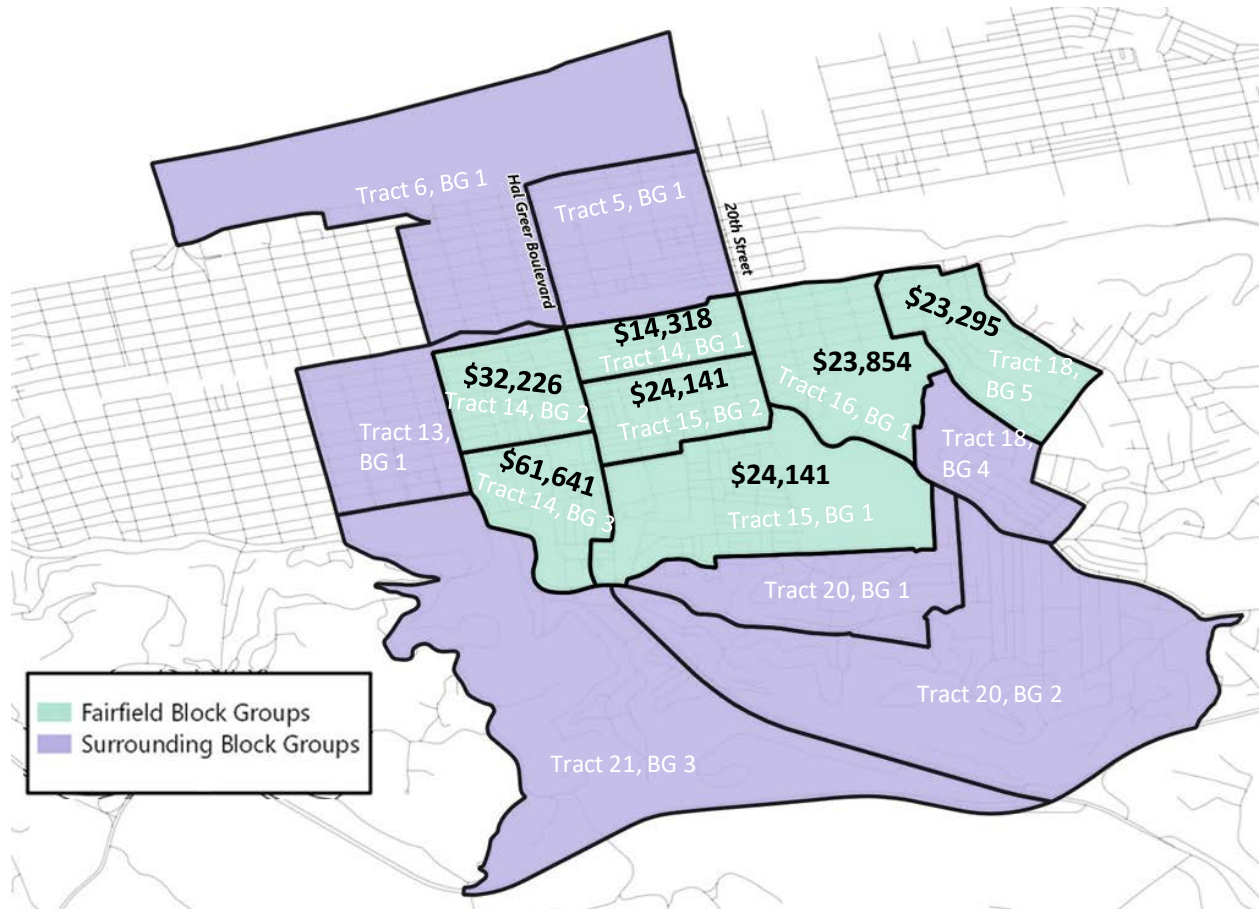 Tract 6, BG 1
Hal Greer Boulevard
Tract 5, BG 1
20th Street
$14,318
Tract 14, BG 1
$23,295
Tract 18,
BG 5
$32,226
Tract 14, BG 2
$24,141
Tract 15, BG 2
$23,854
Tract 16, BG 1
Tract 13,
BG 1
Tract 18,
BG 4
$61,641
Tract 14, BG 3
$24,141
Tract 15, BG 1
Tract 20, BG 1
Tract 20, BG 2
Tract 21, BG 3
Fairfield Block Groups
Surrounding Block Groups